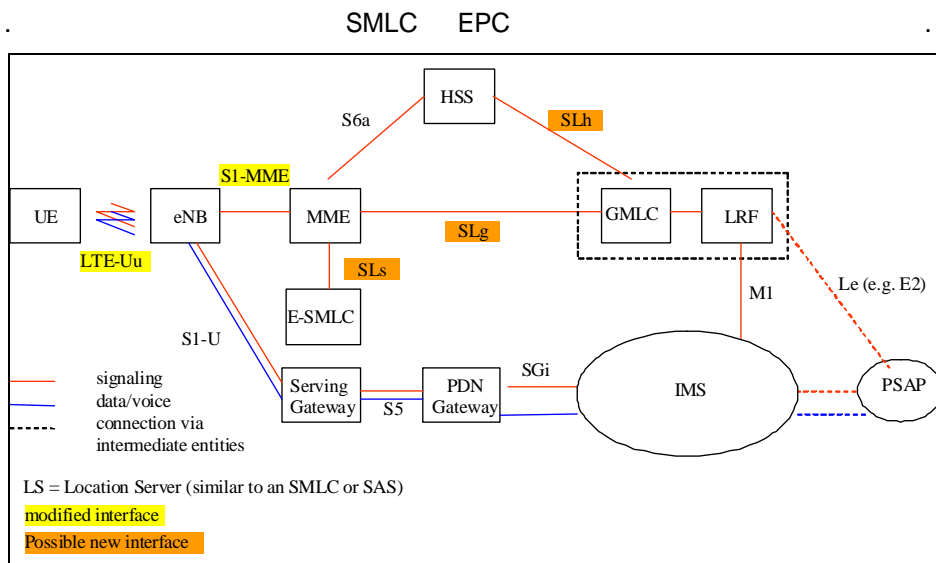 . SMLC EPC .
HSS
S6a
SLh
S1-MME
UE
eNB
MME
GMLC
LRF
SLg
LTE-Uu
SLs
Le (e.g. E2)
M1
E-SMLC
S1-U
SGi
signaling
data/voice
connection via
intermediate entities
Serving
Gateway
S5
PDN
Gateway
IMS
PSAP
LS = Location Server (similar to an SMLC or SAS)
modified interface
Possible new interface